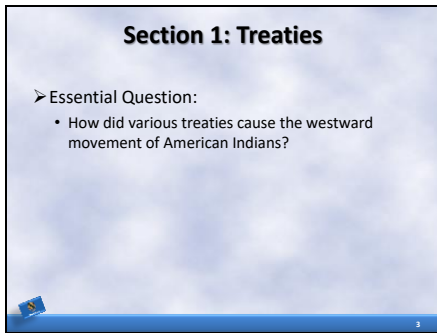 Section 1: Treaties
➢Essential Question:
• How did various treaties cause the westward
movement of American Indians?
3